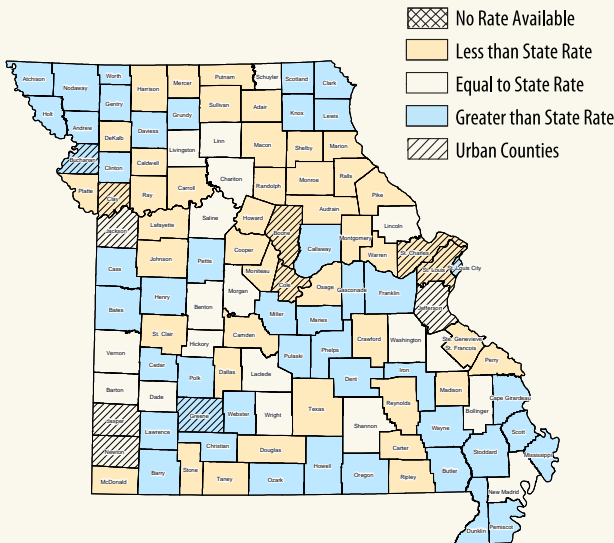 No Rate Available
Less than State Rate
Equal to State Rate
Greater than State Rate
Urban Counties
Atchison
Nodaway
Worth
Harrison
Mercer
Putnam
Schuyler
Scotland
Clark
Holt
Andrew
Gentry
DeKalb
Daviess
Grundy
Sullivan
Adair
Knox
Lewis
Buchanan
Clinton
Caldwell
Livingston
Linn
Macon
Shelby
Marion
Platte
Clay
Ray
Carroll
Chariton
Randolph
Monroe
Ralls
Pike
Jackson
Lafayette
Saline
Howard
Boone
Audrain
Callaway
Montgomery
Lincoln
Warren
St. Charles
St. Louis
St. Louis City
Cass
Johnson
Pettis
Cooper
Moniteau
Cole
Osage
Gasconade
Franklin
Jefferson
Bates
Henry
Benton
Morgan
Miller
Maries
St. Clair
Hickory
Camden
Pulaski
Phelps
Crawford
Washington
Ste. Genevieve
St. Francois
Perry
Vernon
Cedar
Polk
Dallas
Laclede
Dent
Iron
Madison
Bollinger
Cape Girardeau
Barton
Dade
Greene
Webster
Wright
Texas
Shannon
Reynolds
Wayne
Scott
Mississippi
Stoddard
Jasper
Lawrence
Christian
Douglas
Howell
Carter
Butler
Newton
McDonald
Barry
Stone
Taney
Ozark
Oregon
Ripley
New Madrid
Dunklin
Pemiscot